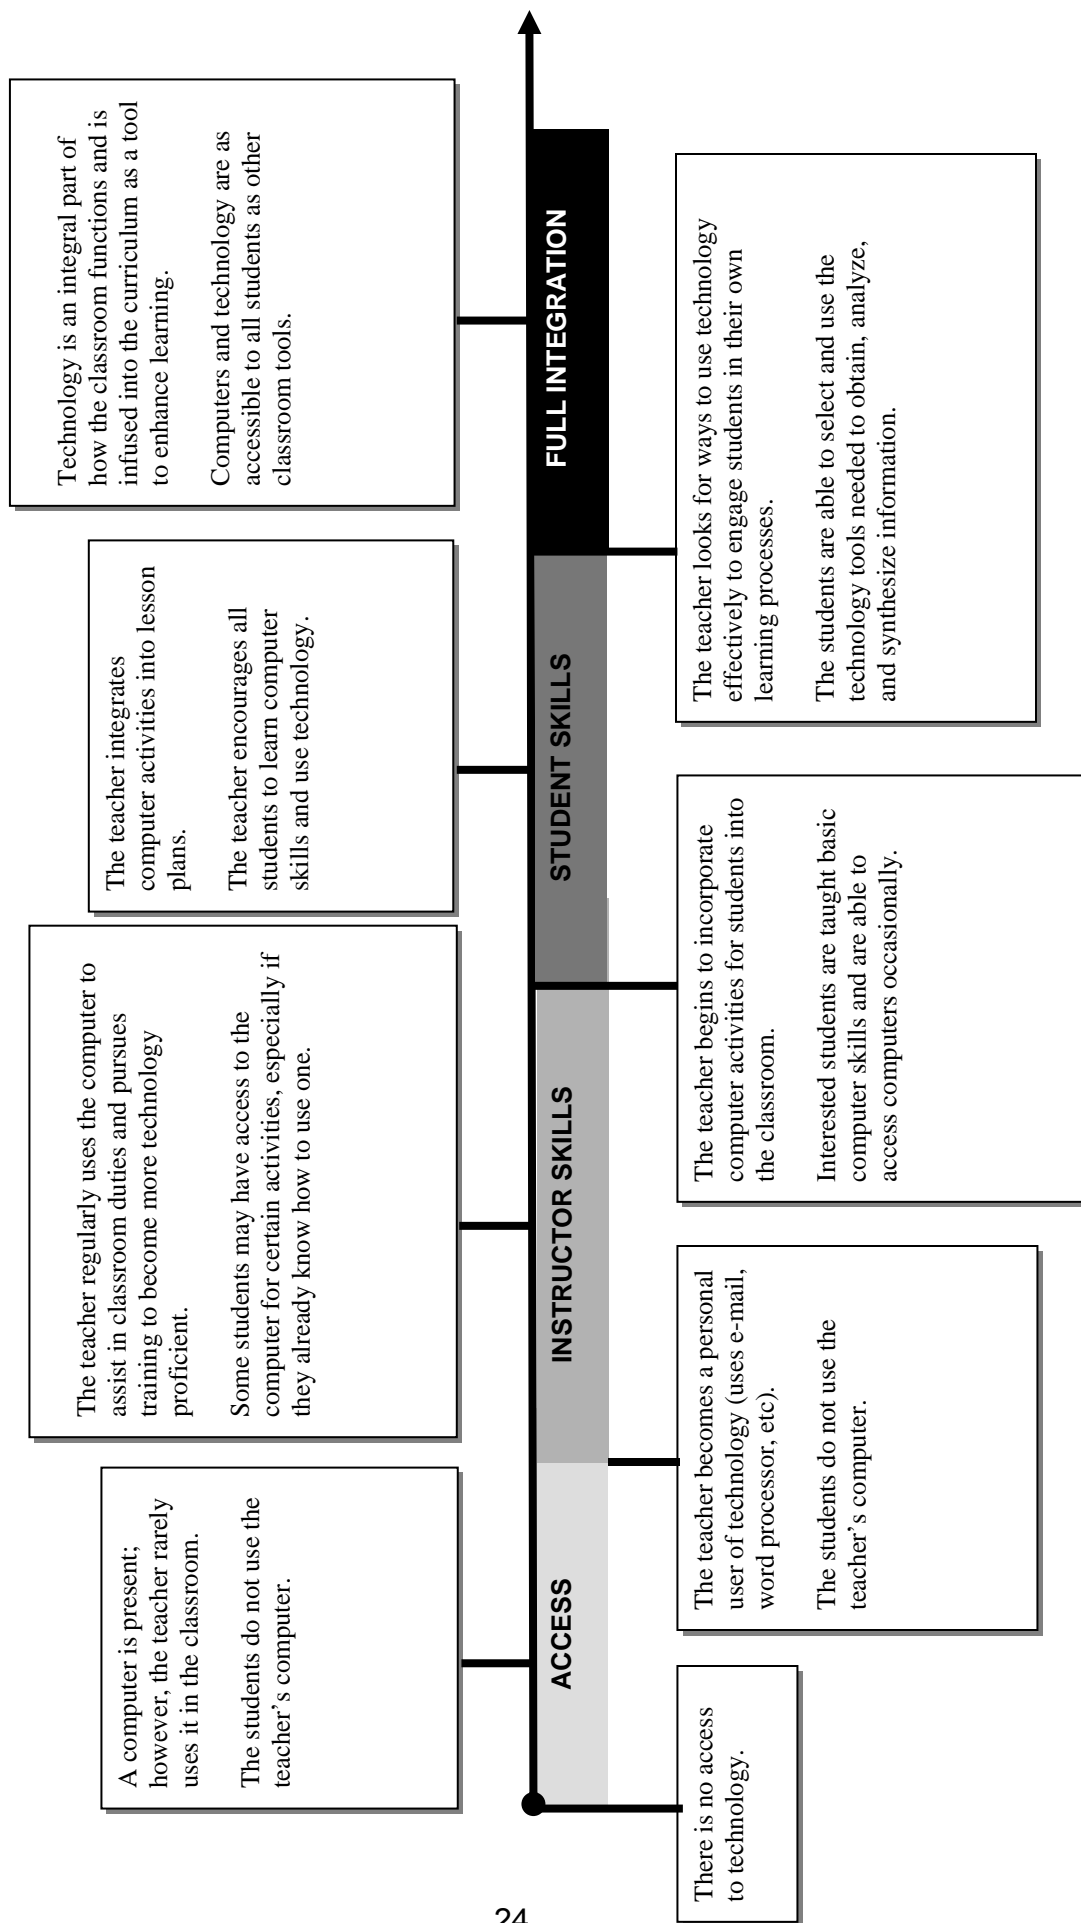 A computer is present;
however, the teacher rarely
uses it in the classroom.
The students do not use the
teacher's computer.
The teacher regularly uses the computer to
assist in classroom duties and pursues
training to become more technology
proficient.
Some students may have access to the
computer for certain activities, especially if
they already know how to use one.
The teacher integrates
computer activities into lesson
plans.
The teacher encourages all
students to learn computer
skills and use technology.
Technology is an integral part of
how the classroom functions and is
infused into the curriculum as a tool
to enhance learning.
Computers and technology are as
accessible to all students as other
classroom tools.
ACCESS
INSTRUCTOR SKILLS
STUDENT SKILLS
FULL INTEGRATION
There is no access
to technology.
The teacher becomes a personal
user of technology (uses e-mail,
word processor, etc).
The students do not use the
teacher's computer.
The teacher begins to incorporate
computer activities for students into
the classroom.
Interested students are taught basic
computer skills and are able to
access computers occasionally.
The teacher looks for ways to use technology
effectively to engage students in their own
learning processes.
The students are able to select and use the
technology tools needed to obtain, analyze,
and synthesize information.
24